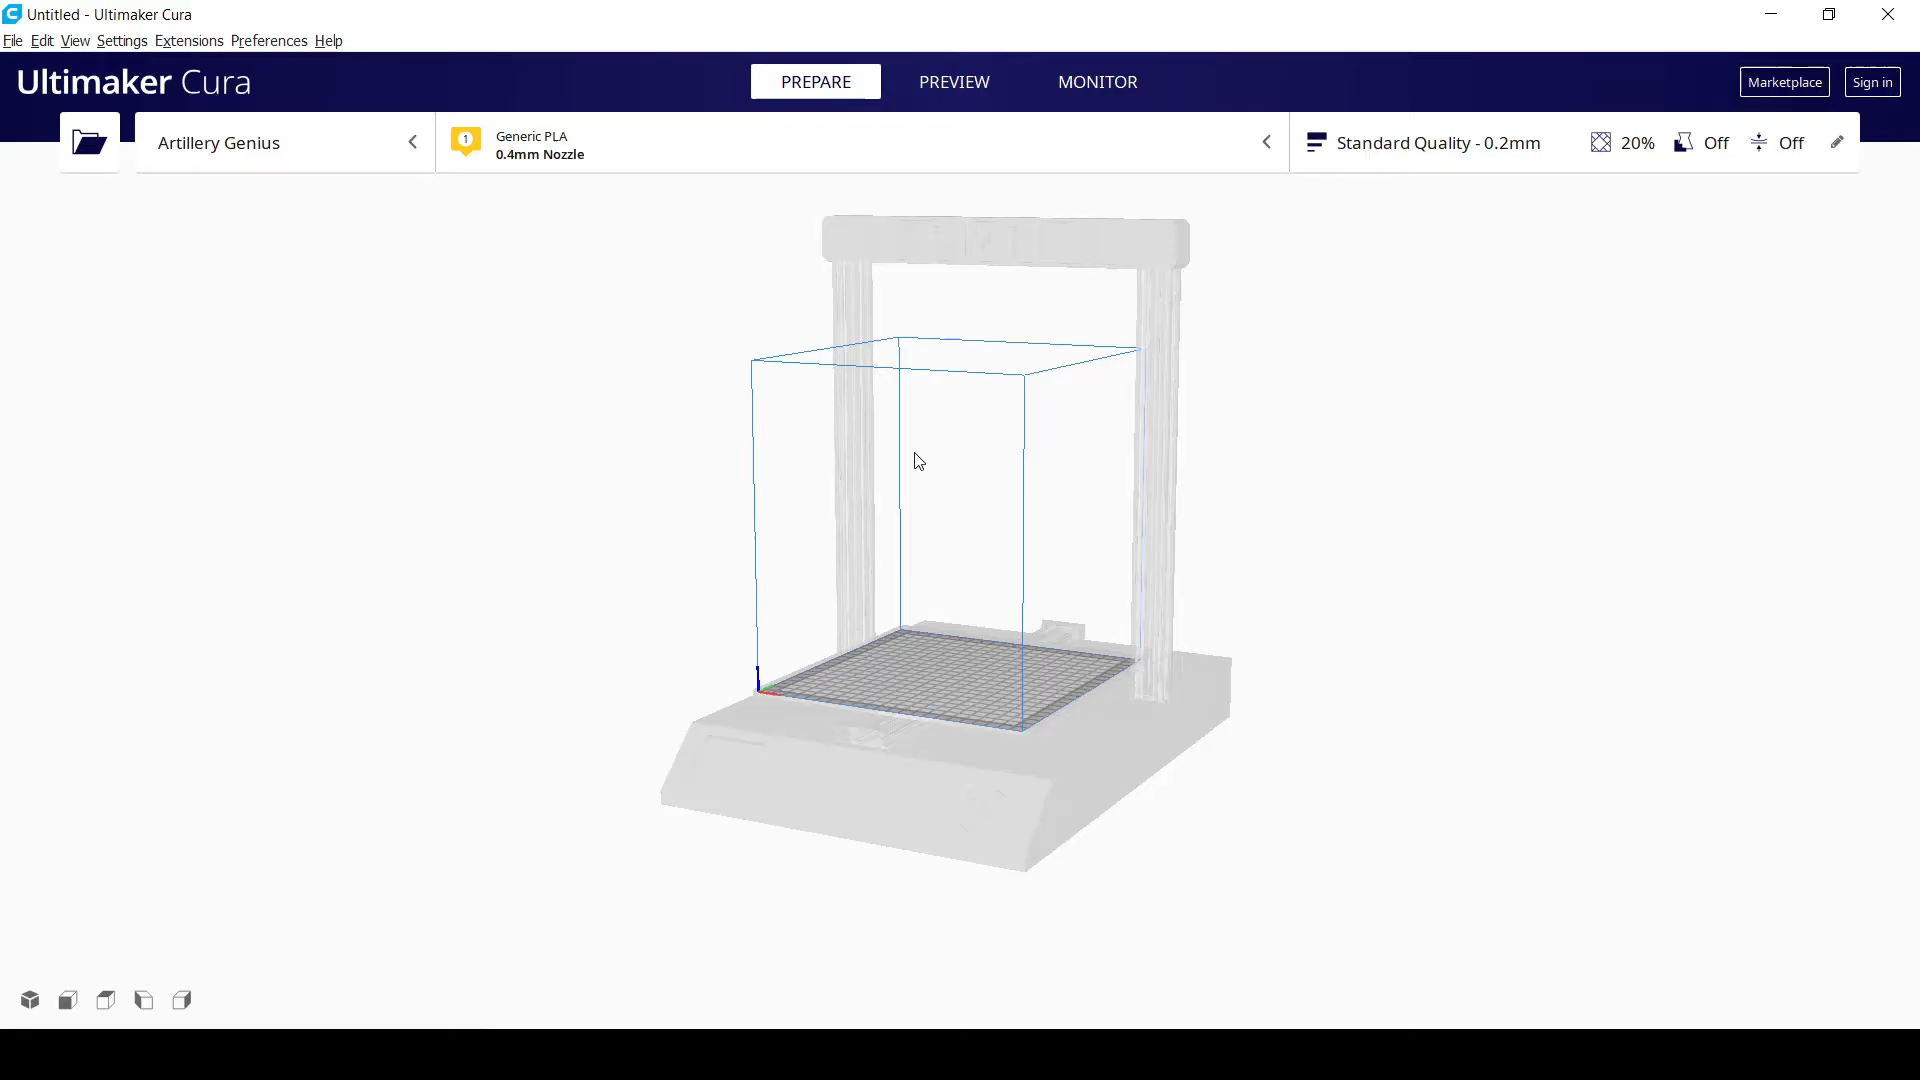 Untitled - Ultimaker Cura
File Edit View Settings Extensions Preferences Help
Ultimaker Cura
PREPARE
PREVIEW
MONITOR
Marketplace
Sign in
Artillery Genius
1
Generic PLA
0.4mm Nozzle
Standard Quality - 0.2mm
20%
Off
Off